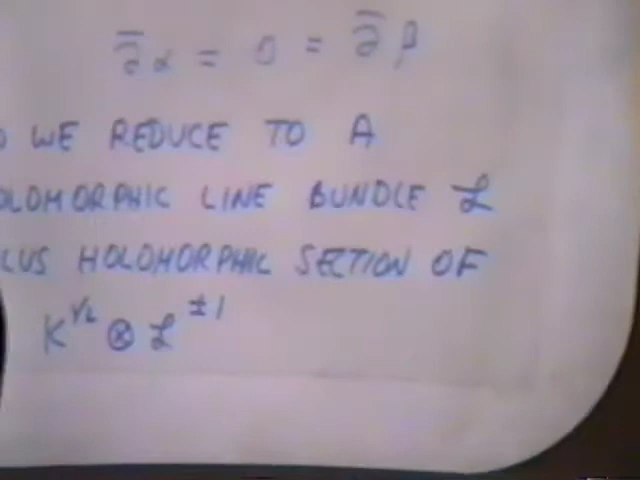 ∂̄α = 0 = ∂̄β
WE REDUCE TO A
OLOMORPHIC LINE BUNDLE ℒ
LUS HOLOMORPHIC SECTION OF
K^{1/2} ⊗ ℒ^{±1}